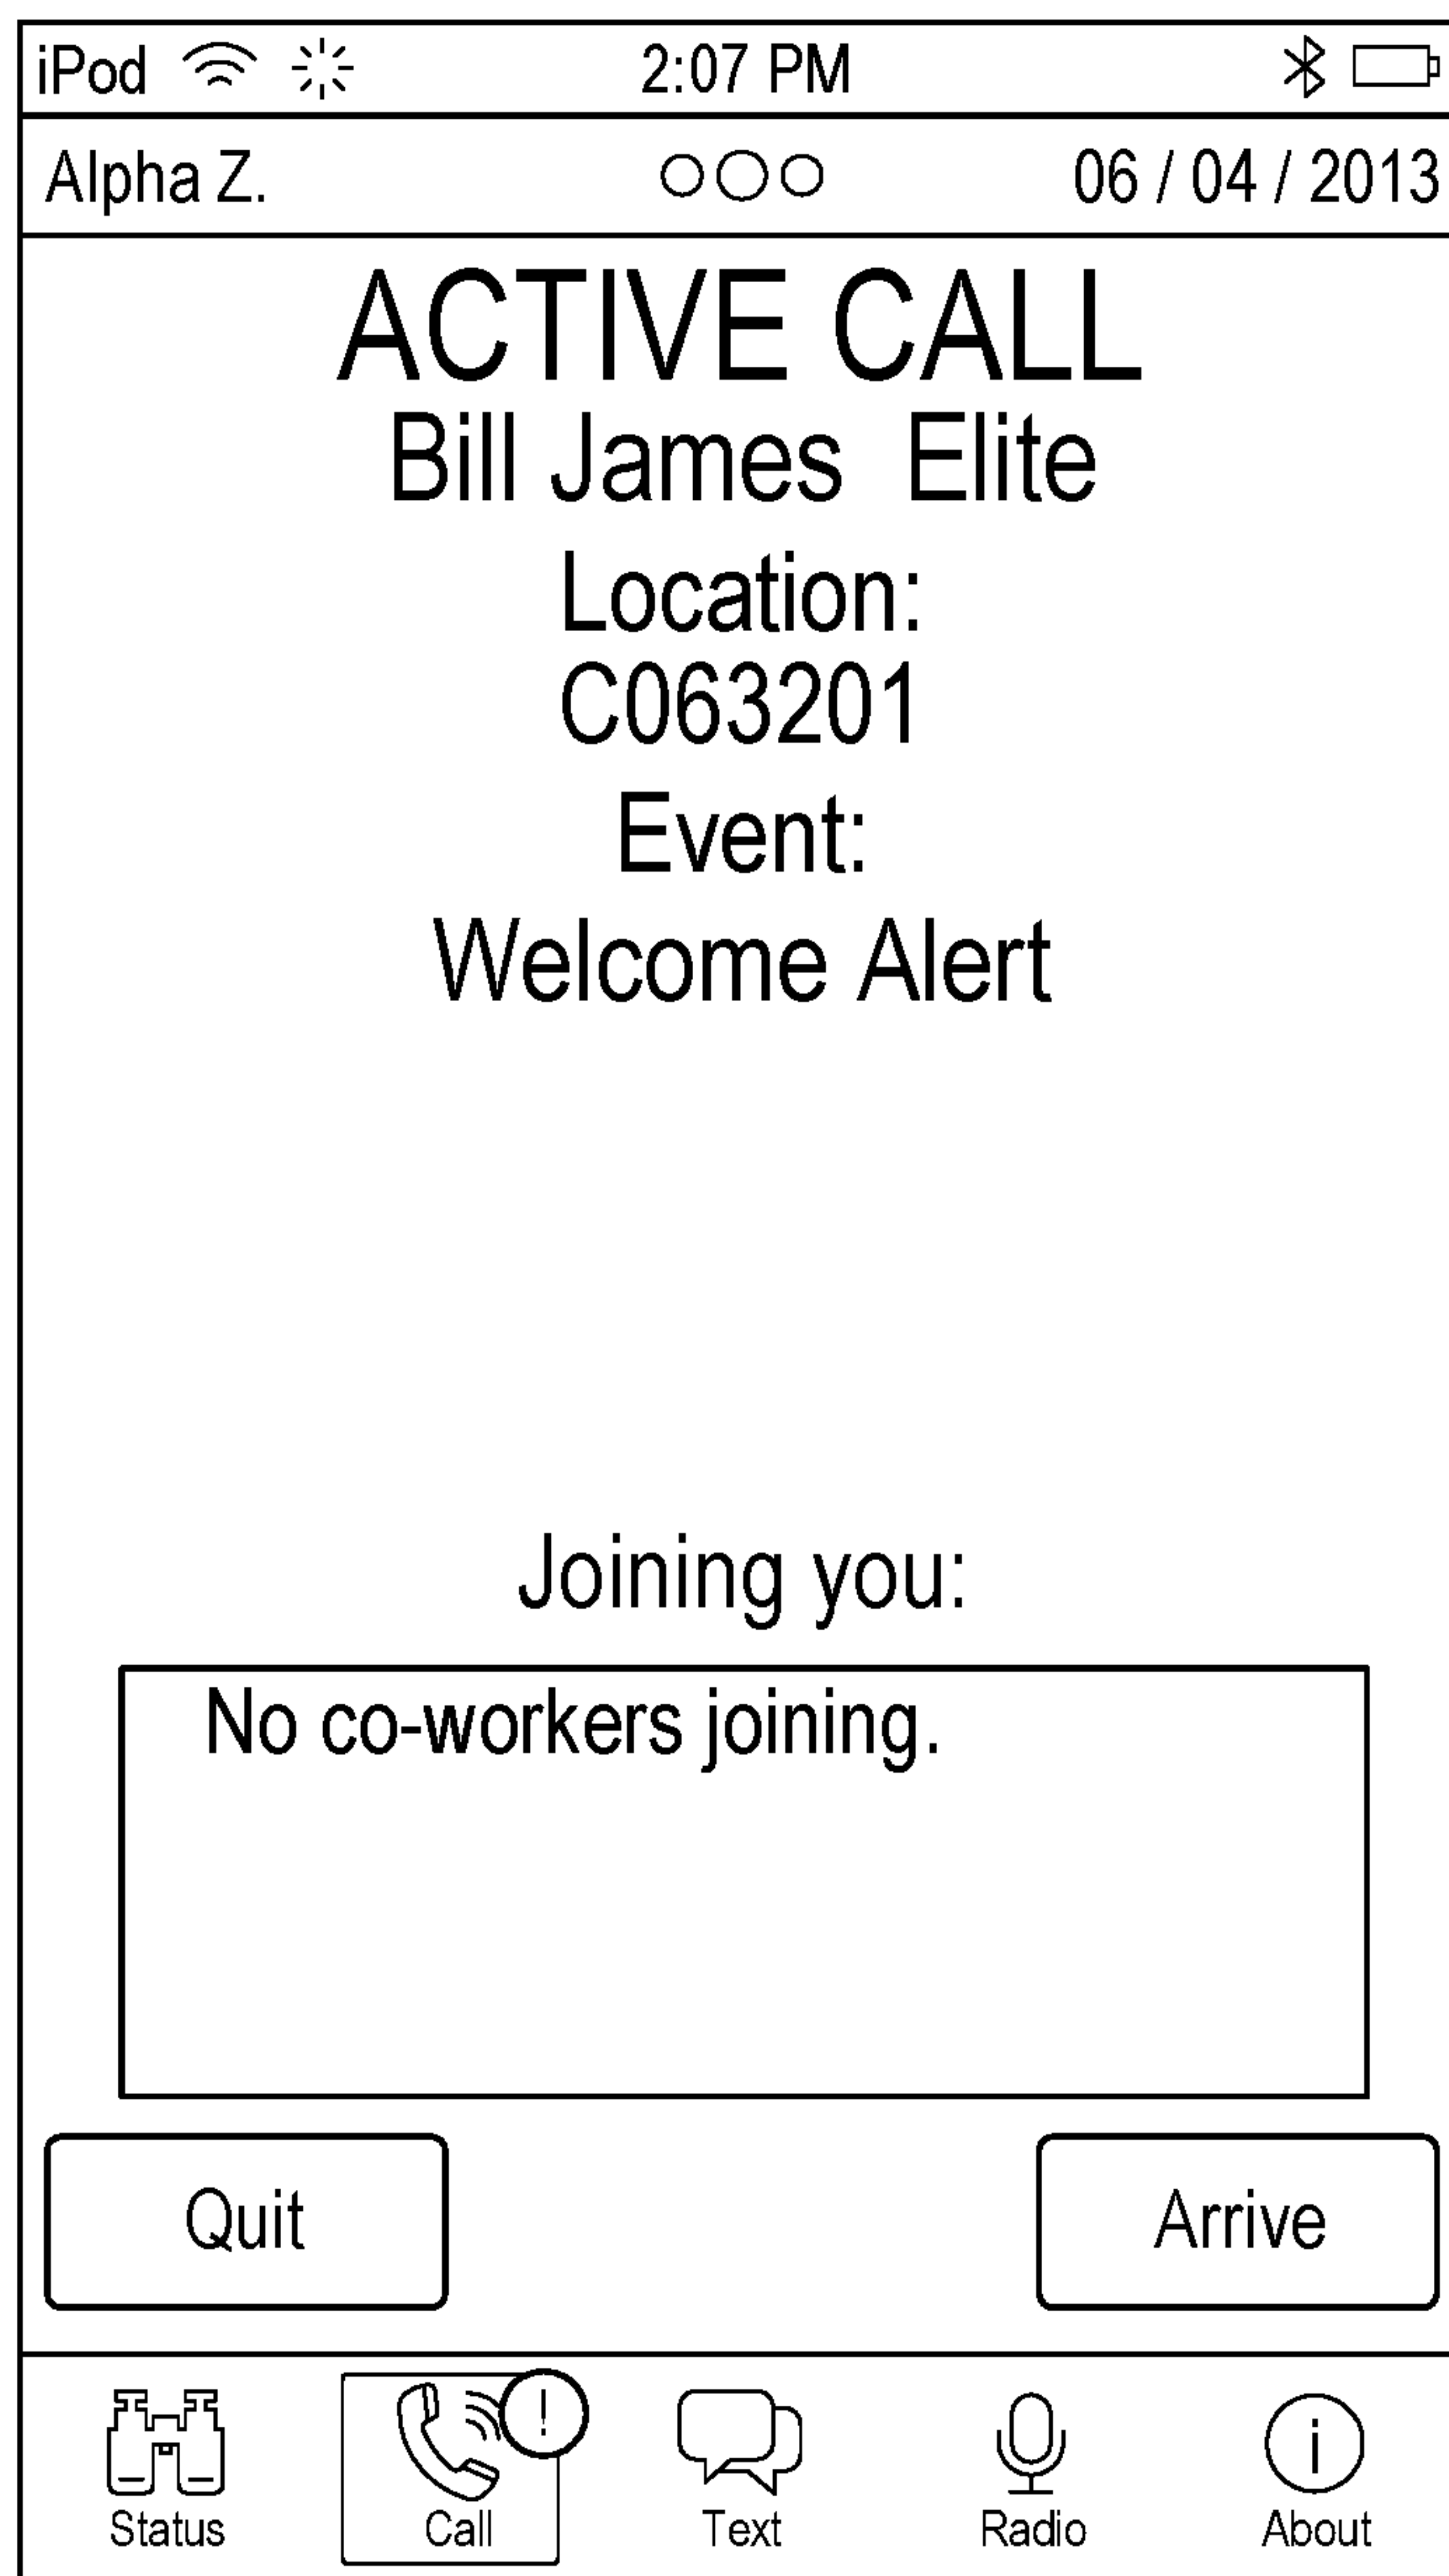 iPod 2:07 PM
Alpha Z. 06 / 04 / 2013
ACTIVE CALL
Bill James Elite
Location:
C063201
Event:
Welcome Alert
Joining you:
No co-workers joining.
Quit Arrive
!
i
Status Call Text Radio About